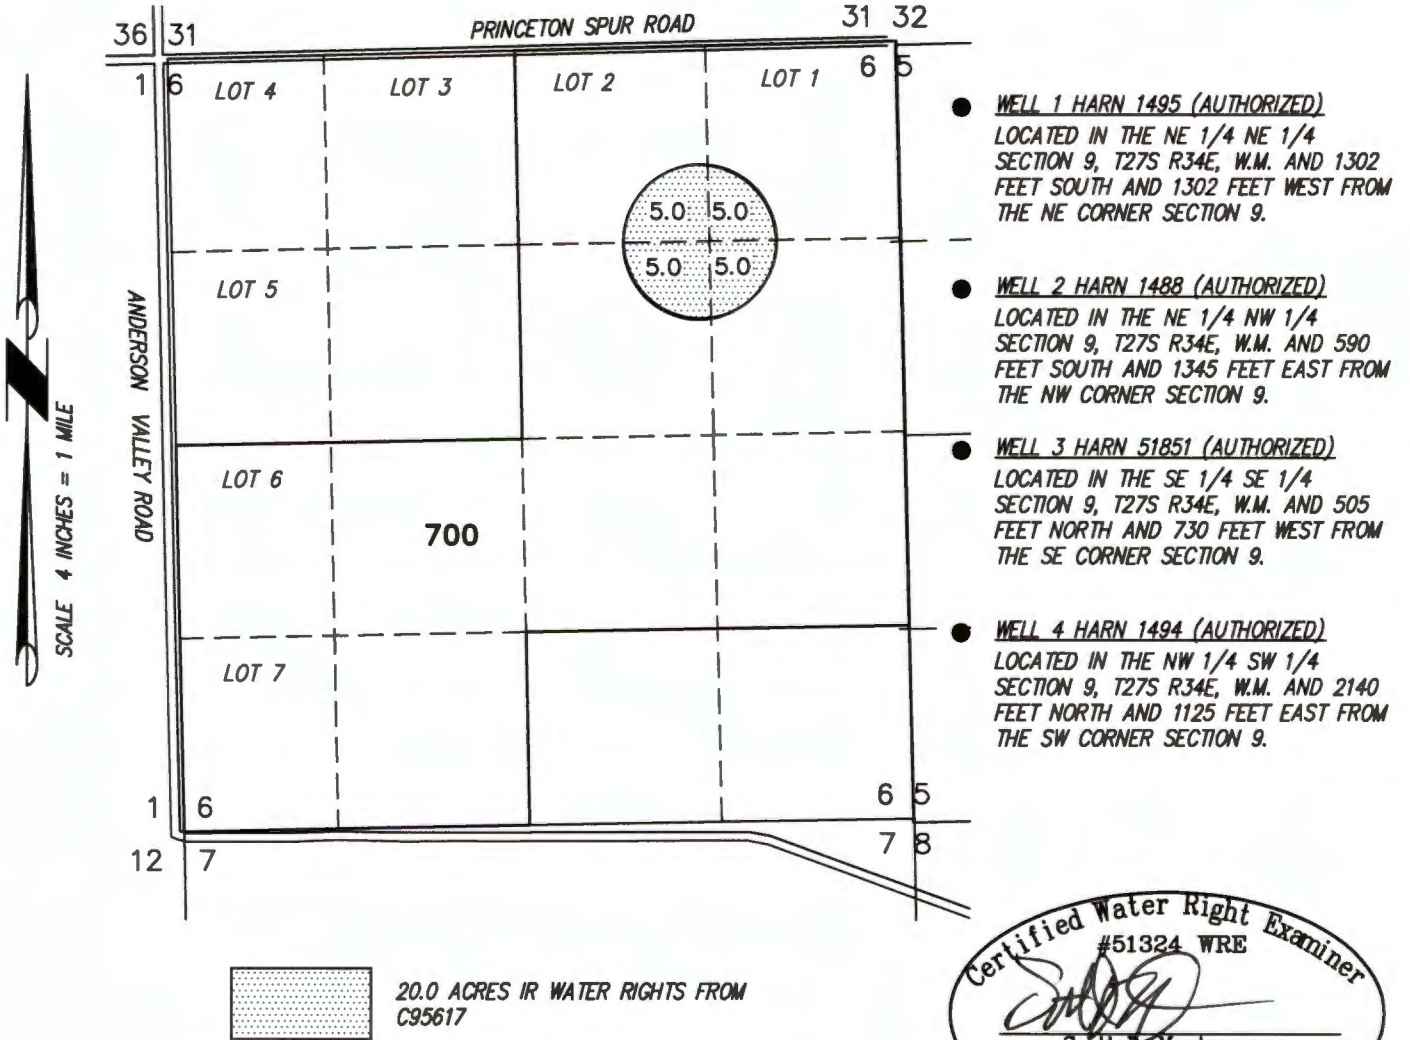 PRINCETON SPUR ROAD
31 32
36 31
1 6
LOT 4
LOT 3
LOT 2
LOT 1
6 5
5.0 5.0
5.0 5.0
LOT 5
ANDERSON VALLEY ROAD
SCALE 4 INCHES = 1 MILE
LOT 6
700
LOT 7
1 6
6 5
12 7
7 8
WELL 1 HARN 1495 (AUTHORIZED)
LOCATED IN THE NE 1/4 NE 1/4
SECTION 9, T27S R34E, W.M. AND 1302
FEET SOUTH AND 1302 FEET WEST FROM
THE NE CORNER SECTION 9.
WELL 2 HARN 1488 (AUTHORIZED)
LOCATED IN THE NE 1/4 NW 1/4
SECTION 9, T27S R34E, W.M. AND 590
FEET SOUTH AND 1345 FEET EAST FROM
THE NW CORNER SECTION 9.
WELL 3 HARN 51851 (AUTHORIZED)
LOCATED IN THE SE 1/4 SE 1/4
SECTION 9, T27S R34E, W.M. AND 505
FEET NORTH AND 730 FEET WEST FROM
THE SE CORNER SECTION 9.
WELL 4 HARN 1494 (AUTHORIZED)
LOCATED IN THE NW 1/4 SW 1/4
SECTION 9, T27S R34E, W.M. AND 2140
FEET NORTH AND 1125 FEET EAST FROM
THE SW CORNER SECTION 9.
20.0 ACRES IR WATER RIGHTS FROM
C95617
Certified Water Right Examiner
#51324 WRE